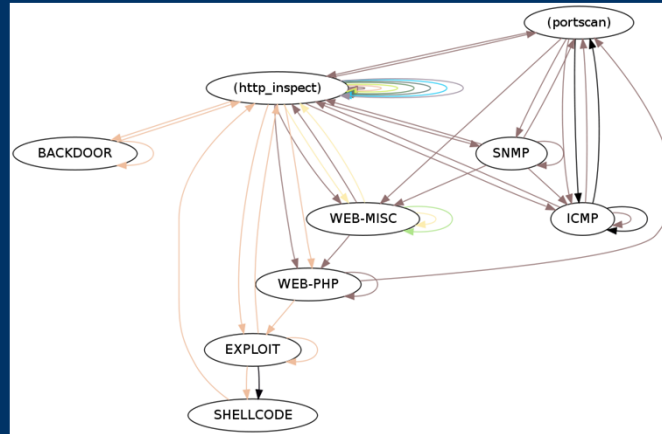 (portscan)
(http_inspect)
BACKDOOR
SNMP
WEB-MISC
ICMP
WEB-PHP
EXPLOIT
SHELLCODE